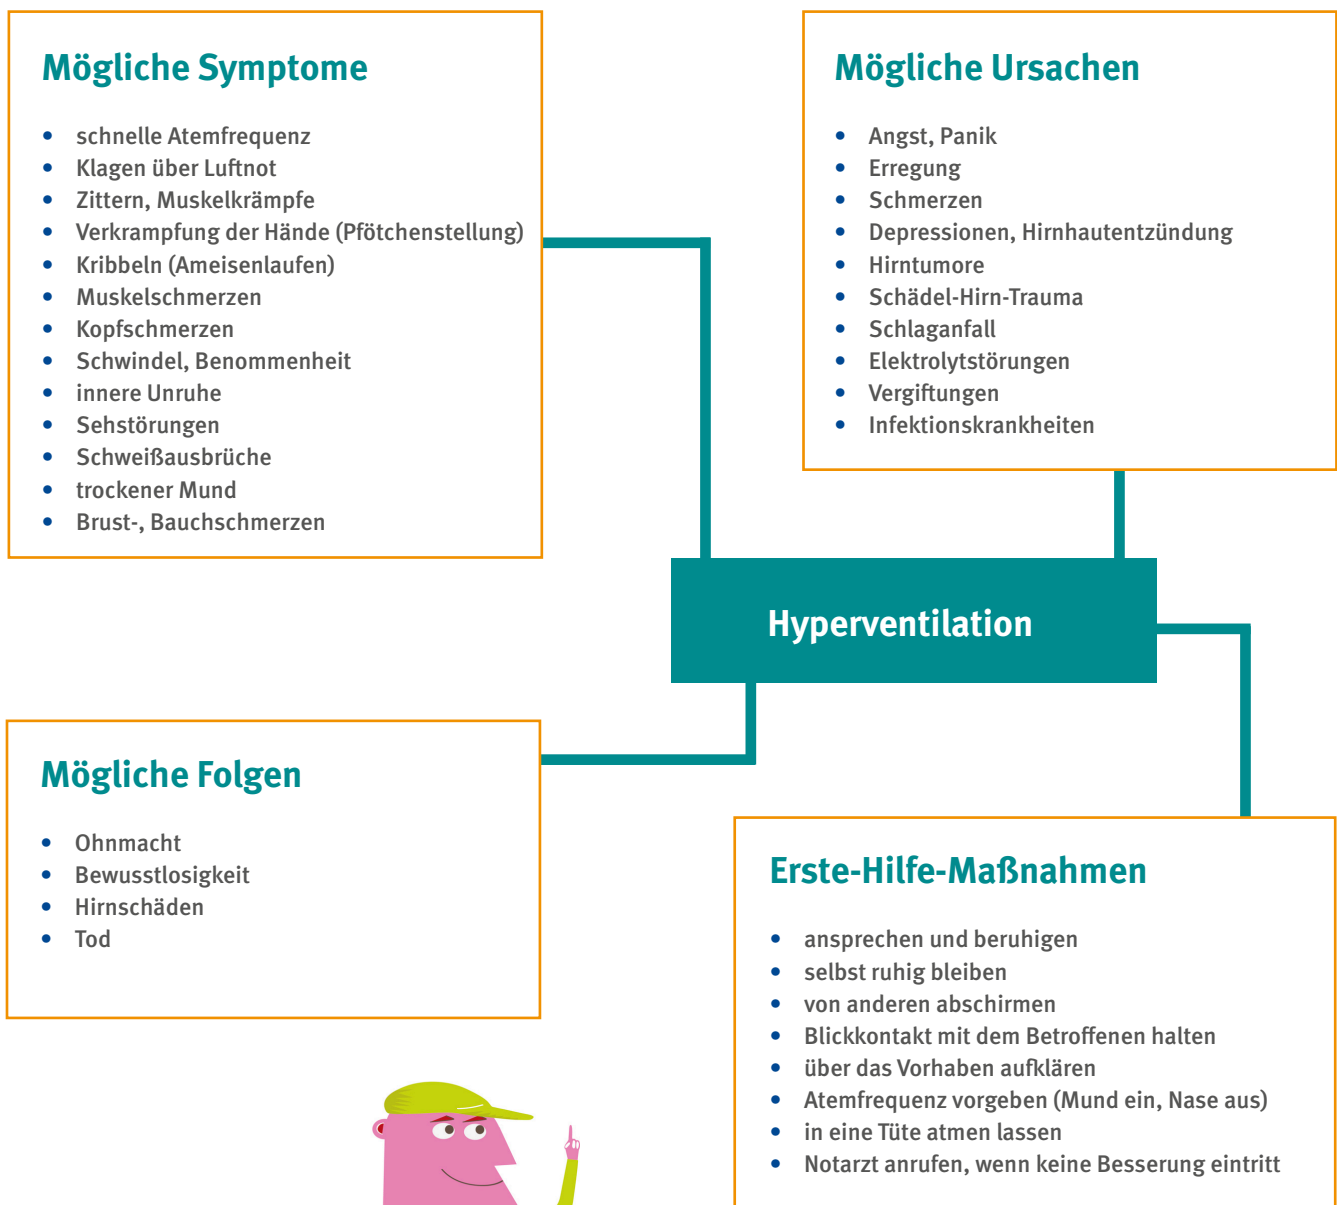 Mögliche Symptome
• schnelle Atemfrequenz
• Klagen über Luftnot
• Zittern, Muskelkrämpfe
• Verkrampfung der Hände (Pfötchenstellung)
• Kribbeln (Ameisenlaufen)
• Muskelschmerzen
• Kopfschmerzen
• Schwindel, Benommenheit
• innere Unruhe
• Sehstörungen
• Schweißausbrüche
• trockener Mund
• Brust-, Bauchschmerzen
Mögliche Ursachen
• Angst, Panik
• Erregung
• Schmerzen
• Depressionen, Hirnhautentzündung
• Hirntumore
• Schädel-Hirn-Trauma
• Schlaganfall
• Elektrolytstörungen
• Vergiftungen
• Infektionskrankheiten
Hyperventilation
Mögliche Folgen
• Ohnmacht
• Bewusstlosigkeit
• Hirnschäden
• Tod
Erste-Hilfe-Maßnahmen
• ansprechen und beruhigen
• selbst ruhig bleiben
• von anderen abschirmen
• Blickkontakt mit dem Betroffenen halten
• über das Vorhaben aufklären
• Atemfrequenz vorgeben (Mund ein, Nase aus)
• in eine Tüte atmen lassen
• Notarzt anrufen, wenn keine Besserung eintritt